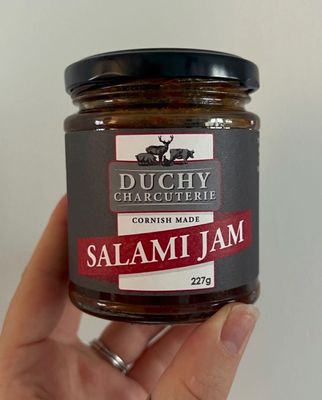 DUCHY
CHARCUTERIE
CORNISH MADE
SALAMI JAM
227g